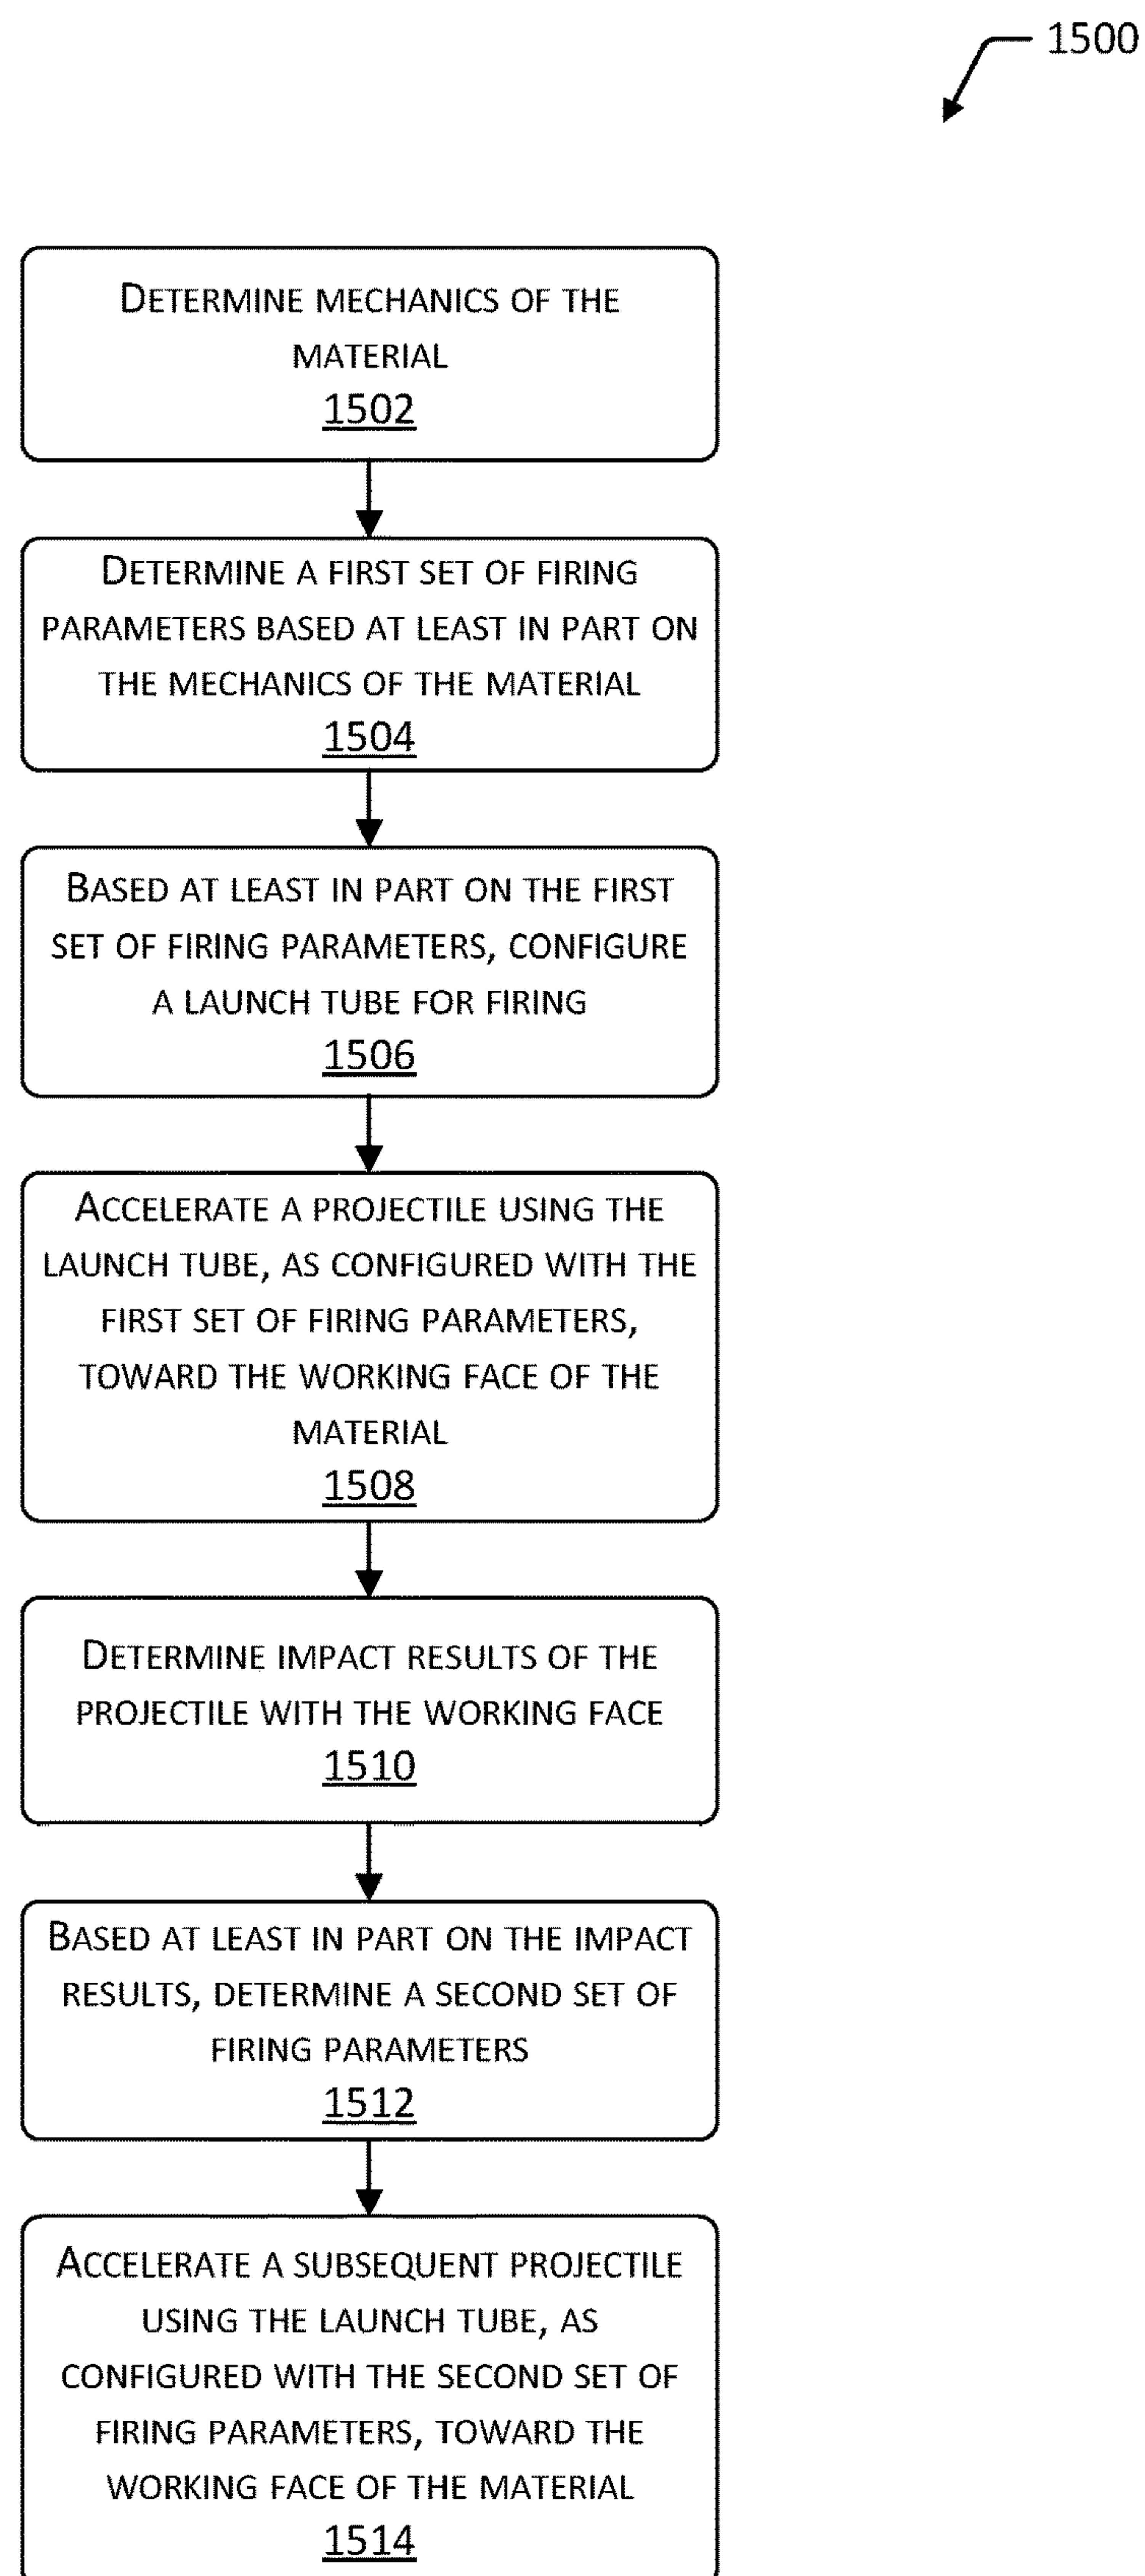 1500
DETERMINE MECHANICS OF THE
MATERIAL
1502
DETERMINE A FIRST SET OF FIRING
PARAMETERS BASED AT LEAST IN PART ON
THE MECHANICS OF THE MATERIAL
1504
BASED AT LEAST IN PART ON THE FIRST
SET OF FIRING PARAMETERS, CONFIGURE
A LAUNCH TUBE FOR FIRING
1506
ACCELERATE A PROJECTILE USING THE
LAUNCH TUBE, AS CONFIGURED WITH THE
FIRST SET OF FIRING PARAMETERS,
TOWARD THE WORKING FACE OF THE
MATERIAL
1508
DETERMINE IMPACT RESULTS OF THE
PROJECTILE WITH THE WORKING FACE
1510
BASED AT LEAST IN PART ON THE IMPACT
RESULTS, DETERMINE A SECOND SET OF
FIRING PARAMETERS
1512
ACCELERATE A SUBSEQUENT PROJECTILE
USING THE LAUNCH TUBE, AS
CONFIGURED WITH THE SECOND SET OF
FIRING PARAMETERS, TOWARD THE
WORKING FACE OF THE MATERIAL
1514